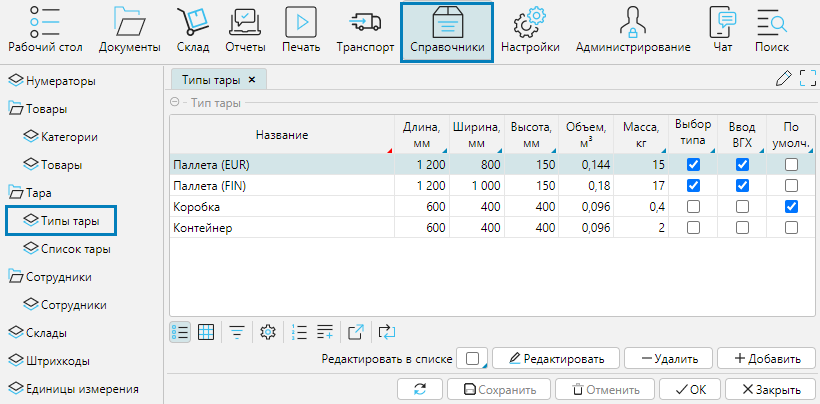 Рабочий стол Документы Склад Отчеты Печать Транспорт Справочники Настройки Администрирование Чат Поиск
Нумераторы
Товары
Категории
Товары
Тара
Типы тары
Список тары
Сотрудники
Сотрудники
Склады
Штрихкоды
Единицы измерения
Типы тары
Тип тары
Название Длина, мм Ширина, мм Высота, мм Объем, м³ Масса, кг Выбор типа Ввод ВГХ По умолч.
Паллета (EUR) 1 200 800 150 0,144 15
Паллета (FIN) 1 200 1 000 150 0,18 17
Коробка 600 400 400 0,096 0,4
Контейнер 600 400 400 0,096 2
Редактировать в списке Редактировать Удалить Добавить
Сохранить Отменить ОК Закрыть